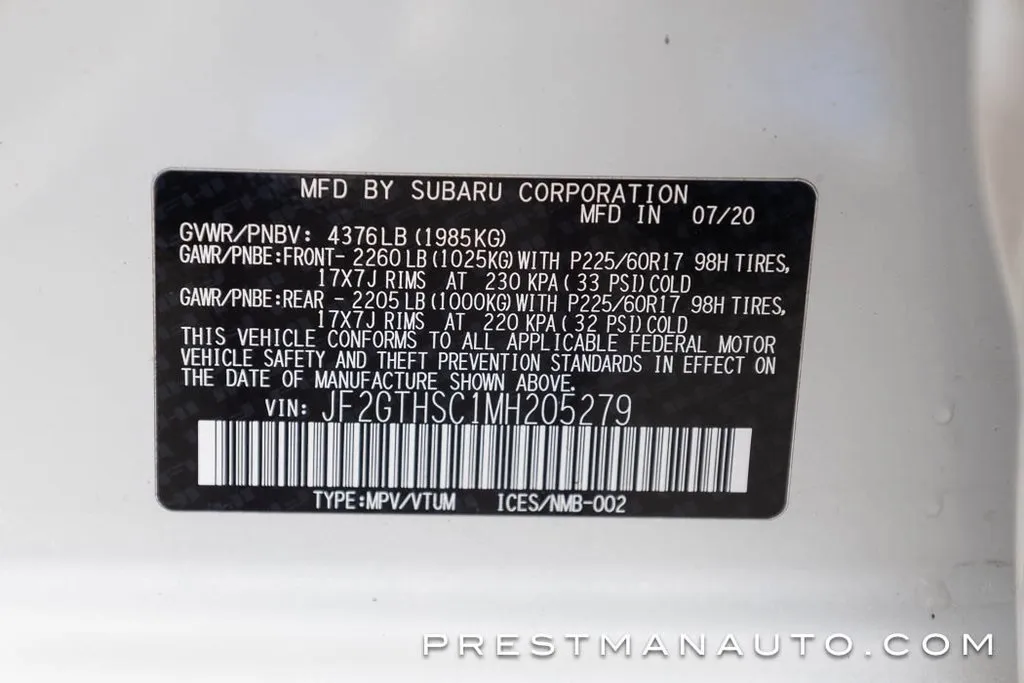 MFD BY SUBARU CORPORATION
MFD IN 07/20
GVWR/PNBV: 4376LB (1985KG)
GAWR/PNBE:FRONT- 2260 LB (1025KG) WITH P225/60R17 98H TIRES,
17X7J RIMS AT 230 KPA ( 33 PSI) COLD
GAWR/PNBE:REAR - 2205 LB (1000KG) WITH P225/60R17 98H TIRES,
17X7J RIMS AT 220 KPA ( 32 PSI) COLD
THIS VEHICLE CONFORMS TO ALL APPLICABLE FEDERAL MOTOR
VEHICLE SAFETY AND THEFT PREVENTION STANDARDS IN EFFECT ON
THE DATE OF MANUFACTURE SHOWN ABOVE.
VIN: JF2GTHSC1MH205279
TYPE:MPV/VTUM ICES/NMB-002
PRESTMANAUTO.COM